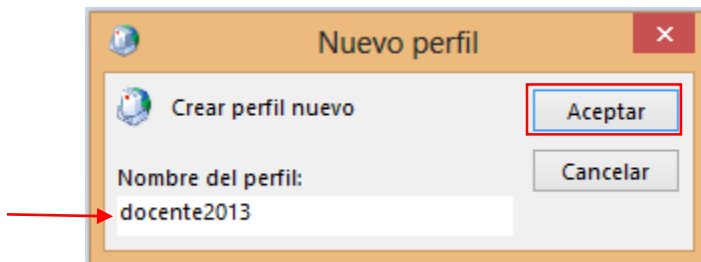 Nuevo perfil
Crear perfil nuevo
Aceptar
Nombre del perfil:
Cancelar
docente2013